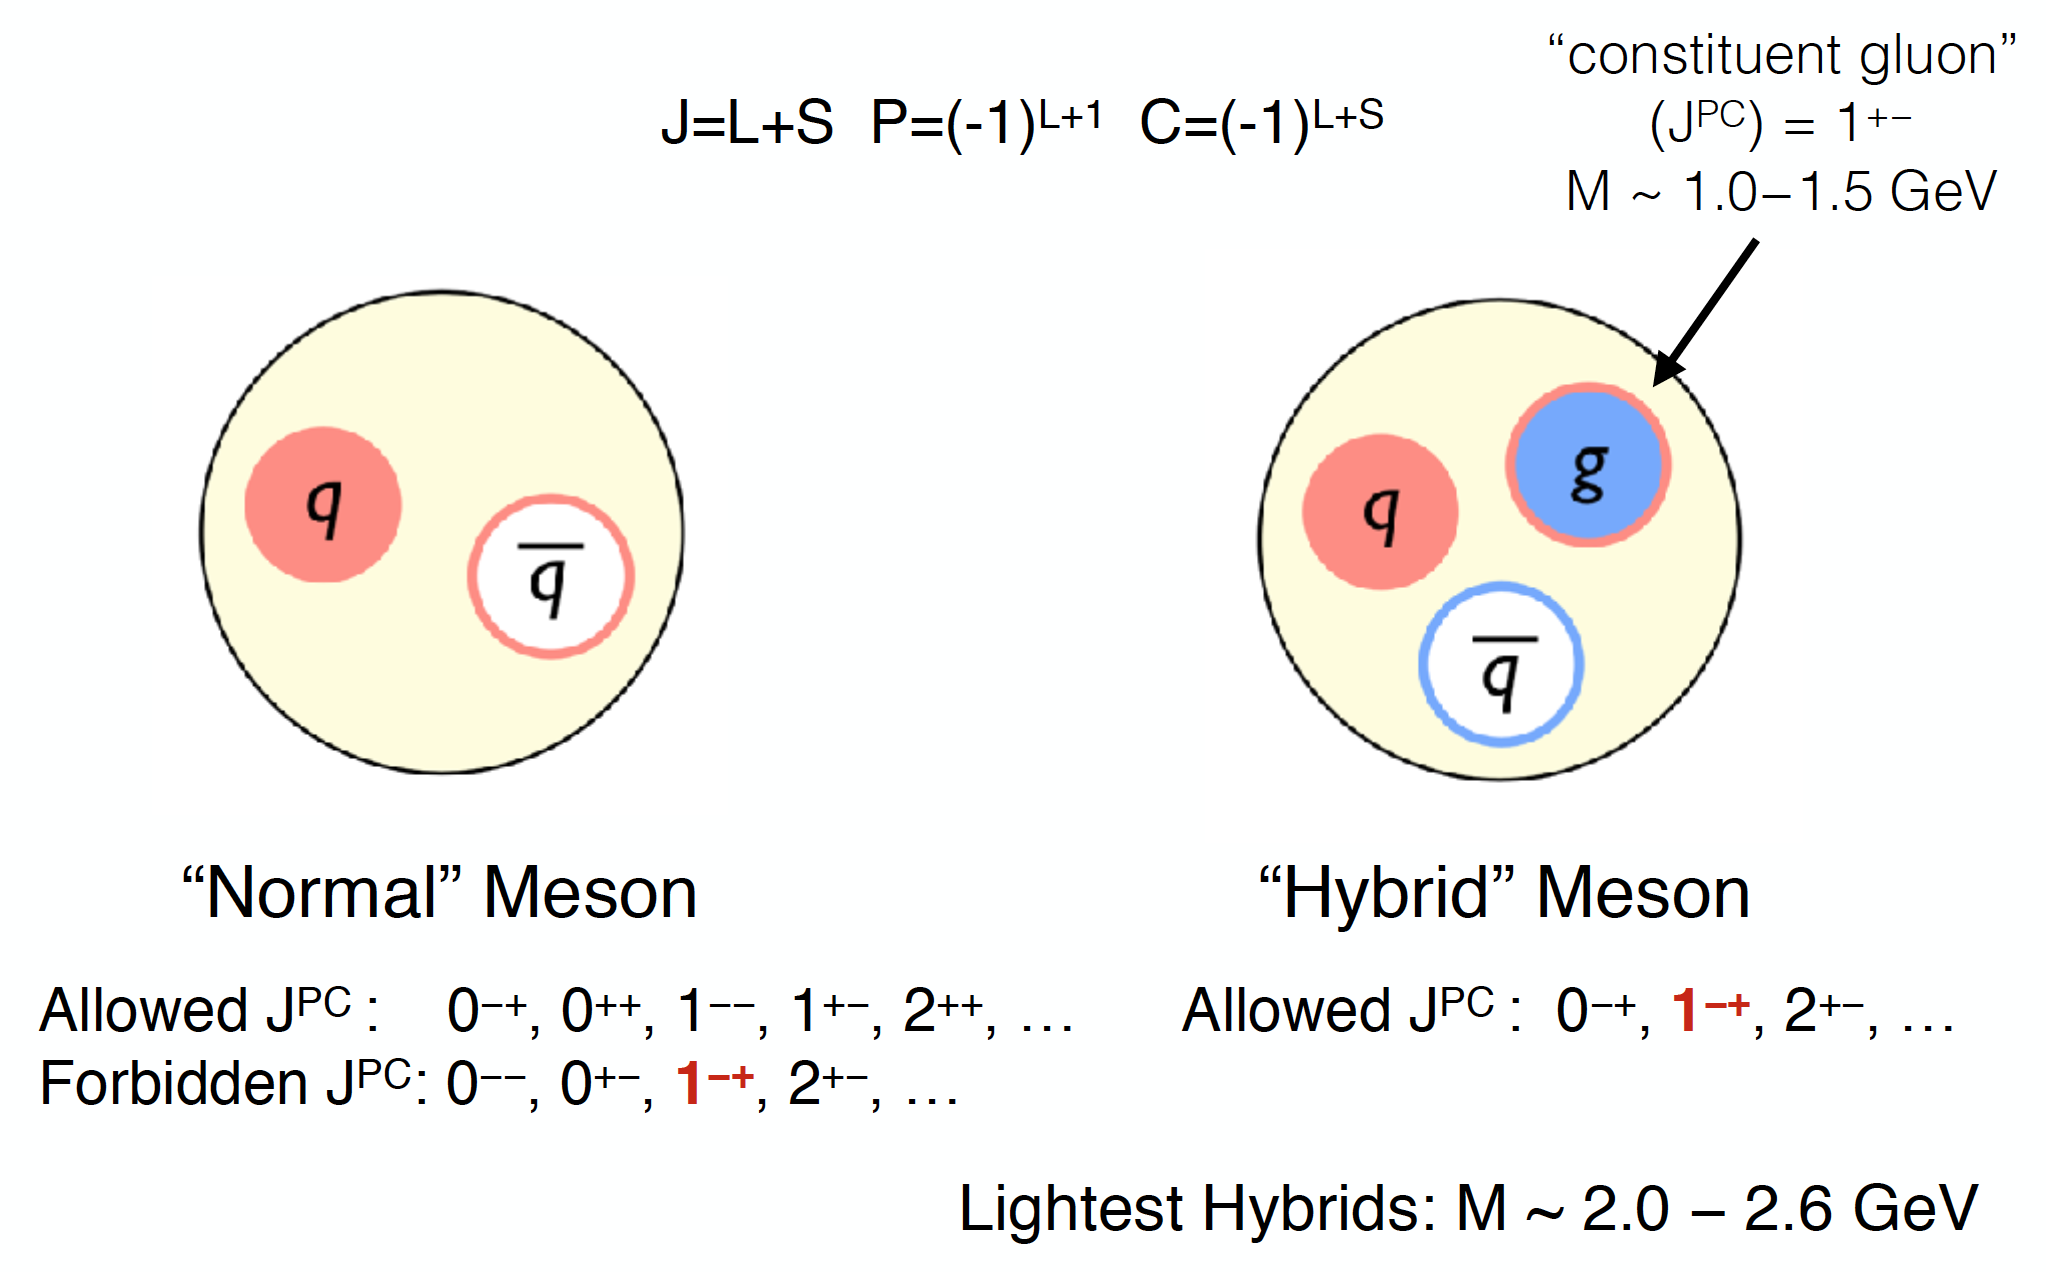 “constituent gluon”
J=L+S P=(-1)ᴸ⁺¹ C=(-1)ᴸ⁺ˢ
(Jᴾᶜ) = 1⁺⁻
M ~ 1.0–1.5 GeV
q
q̅
q
g
q̅
“Normal” Meson
“Hybrid” Meson
Allowed Jᴾᶜ : 0⁻⁺, 0⁺⁺, 1⁻⁻, 1⁺⁻, 2⁺⁺, …
Forbidden Jᴾᶜ: 0⁻⁻, 0⁺⁻, 1⁻⁺, 2⁺⁻, …
Allowed Jᴾᶜ : 0⁻⁺, 1⁻⁺, 2⁺⁻, …
Lightest Hybrids: M ~ 2.0 – 2.6 GeV